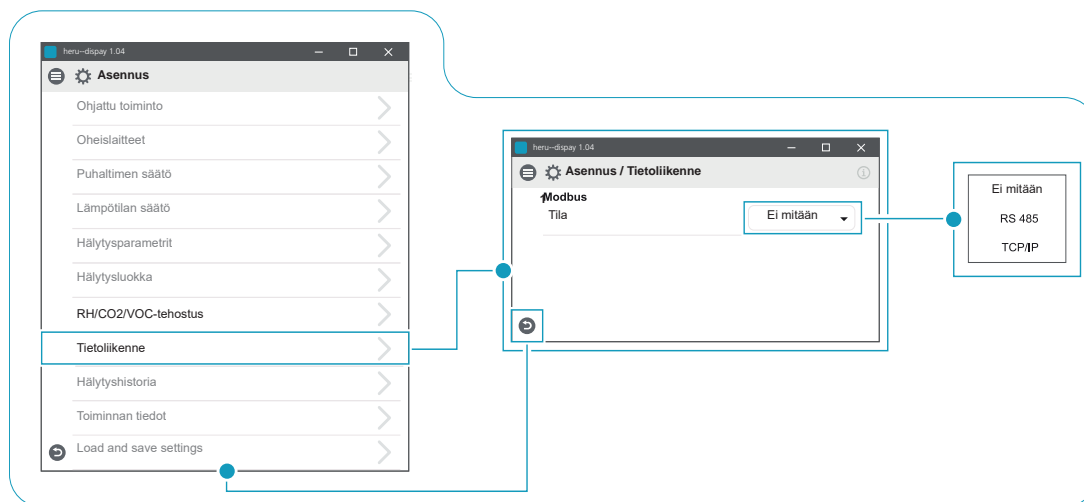 heru–dispay 1.04
Asennus
Ohjattu toiminto
Oheislaitteet
Puhaltimen säätö
Lämpötilan säätö
Hälytysparametrit
Hälytysluokka
RH/CO2/VOC-tehostus
Tietoliikenne
Hälytyshistoria
Toiminnan tiedot
Load and save settings
heru–dispay 1.04
Asennus / Tietoliikenne
Modbus
Tila Ei mitään
Ei mitään
RS 485
TCP/IP